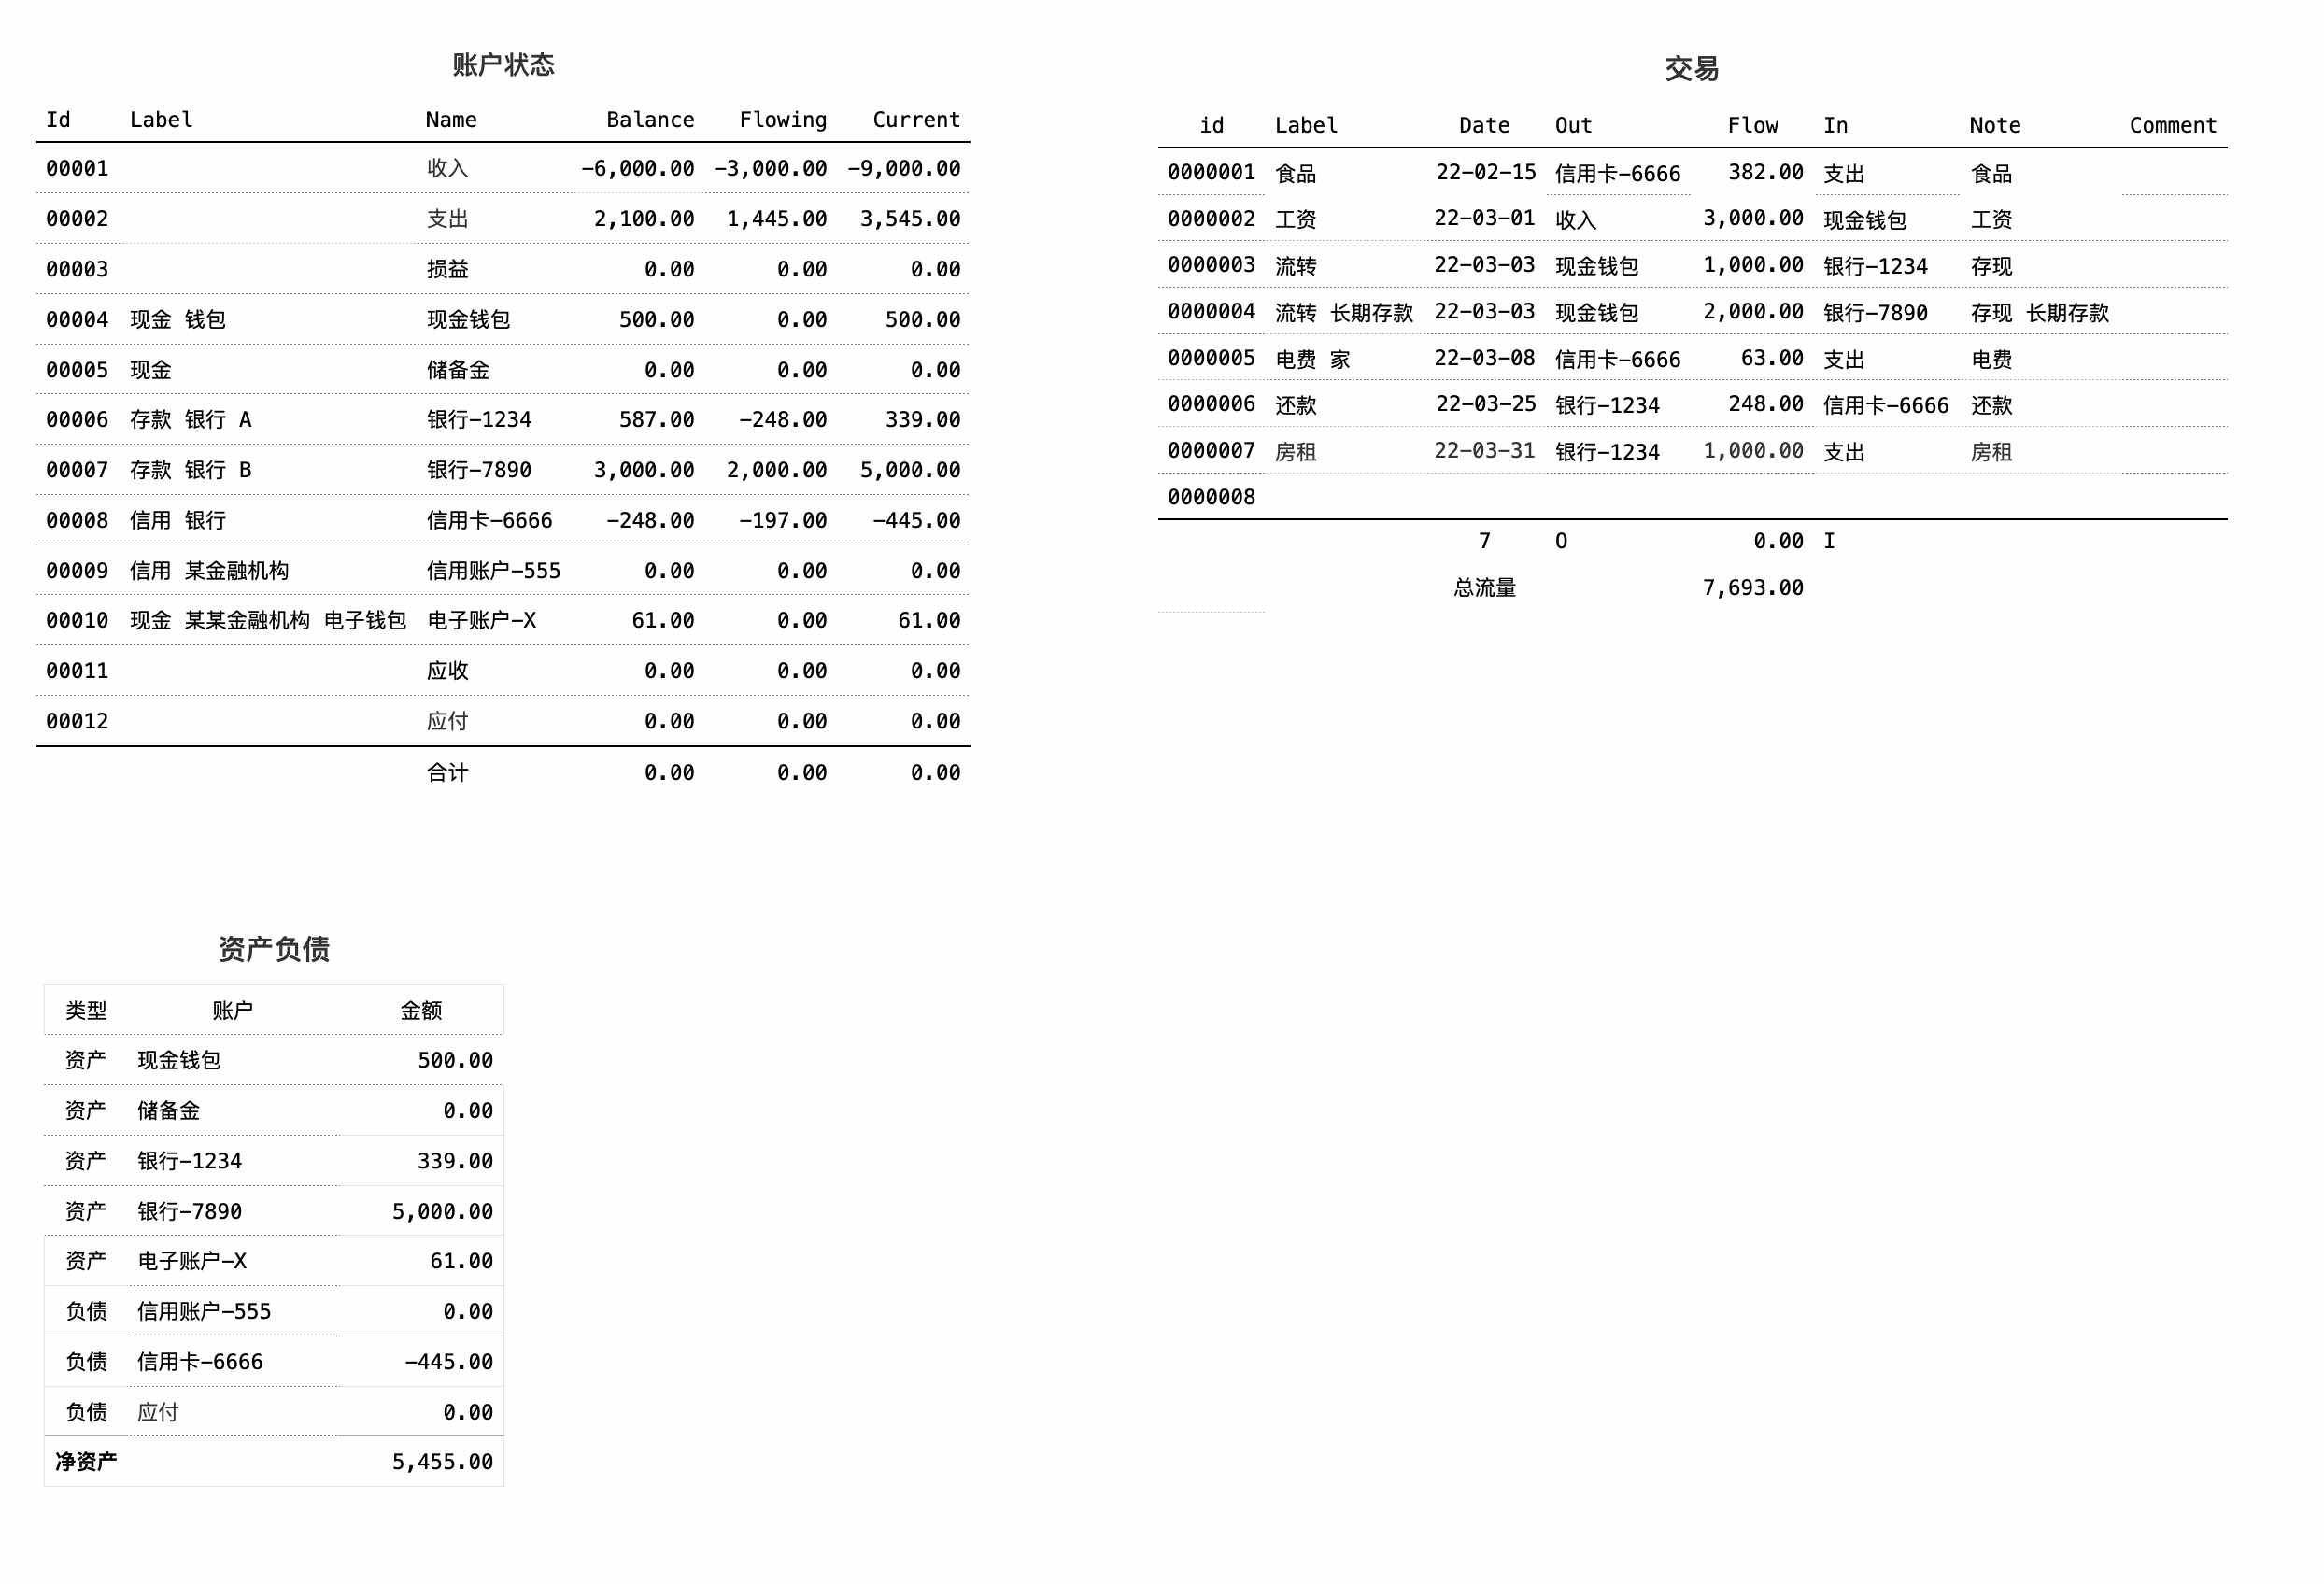 账户状态
Id Label Name Balance Flowing Current
00001 收入 -6,000.00 -3,000.00 -9,000.00
00002 支出 2,100.00 1,445.00 3,545.00
00003 损益 0.00 0.00 0.00
00004 现金 钱包 现金钱包 500.00 0.00 500.00
00005 现金 储备金 0.00 0.00 0.00
00006 存款 银行 A 银行-1234 587.00 -248.00 339.00
00007 存款 银行 B 银行-7890 3,000.00 2,000.00 5,000.00
00008 信用 银行 信用卡-6666 -248.00 -197.00 -445.00
00009 信用 某金融机构 信用账户-555 0.00 0.00 0.00
00010 现金 某某金融机构 电子钱包 电子账户-X 61.00 0.00 61.00
00011 应收 0.00 0.00 0.00
00012 应付 0.00 0.00 0.00
合计 0.00 0.00 0.00
交易
id Label Date Out Flow In Note Comment
0000001 食品 22-02-15 信用卡-6666 382.00 支出 食品
0000002 工资 22-03-01 收入 3,000.00 现金钱包 工资
0000003 流转 22-03-03 现金钱包 1,000.00 银行-1234 存现
0000004 流转 长期存款 22-03-03 现金钱包 2,000.00 银行-7890 存现 长期存款
0000005 电费 家 22-03-08 信用卡-6666 63.00 支出 电费
0000006 还款 22-03-25 银行-1234 248.00 信用卡-6666 还款
0000007 房租 22-03-31 银行-1234 1,000.00 支出 房租
0000008
7 O 0.00 I
总流量 7,693.00
资产负债
类型 账户 金额
资产 现金钱包 500.00
资产 储备金 0.00
资产 银行-1234 339.00
资产 银行-7890 5,000.00
资产 电子账户-X 61.00
负债 信用账户-555 0.00
负债 信用卡-6666 -445.00
负债 应付 0.00
净资产 5,455.00